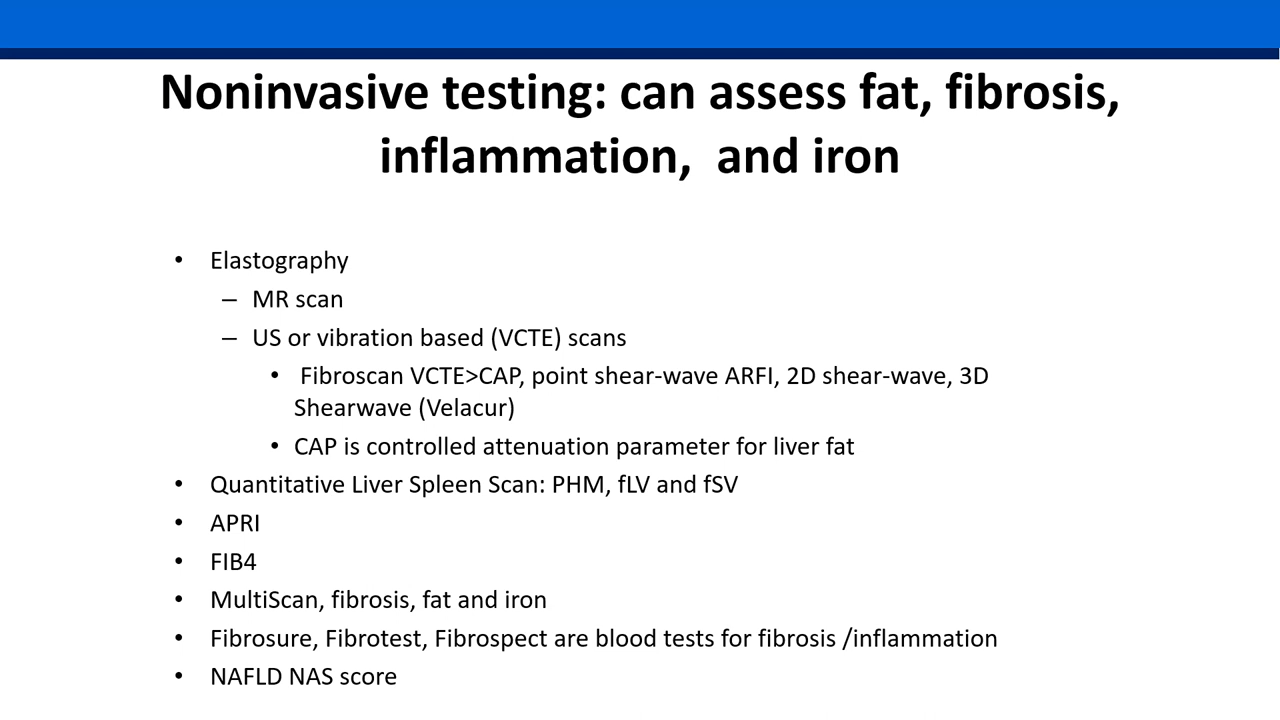 Noninvasive testing: can assess fat, fibrosis,
inflammation,  and iron
• Elastography
– MR scan
– US or vibration based (VCTE) scans
• Fibroscan VCTE>CAP, point shear-wave ARFI, 2D shear-wave, 3D
Shearwave (Velacur)
• CAP is controlled attenuation parameter for liver fat
• Quantitative Liver Spleen Scan: PHM, fLV and fSV
• APRI
• FIB4
• MultiScan, fibrosis, fat and iron
• Fibrosure, Fibrotest, Fibrospect are blood tests for fibrosis /inflammation
• NAFLD NAS score